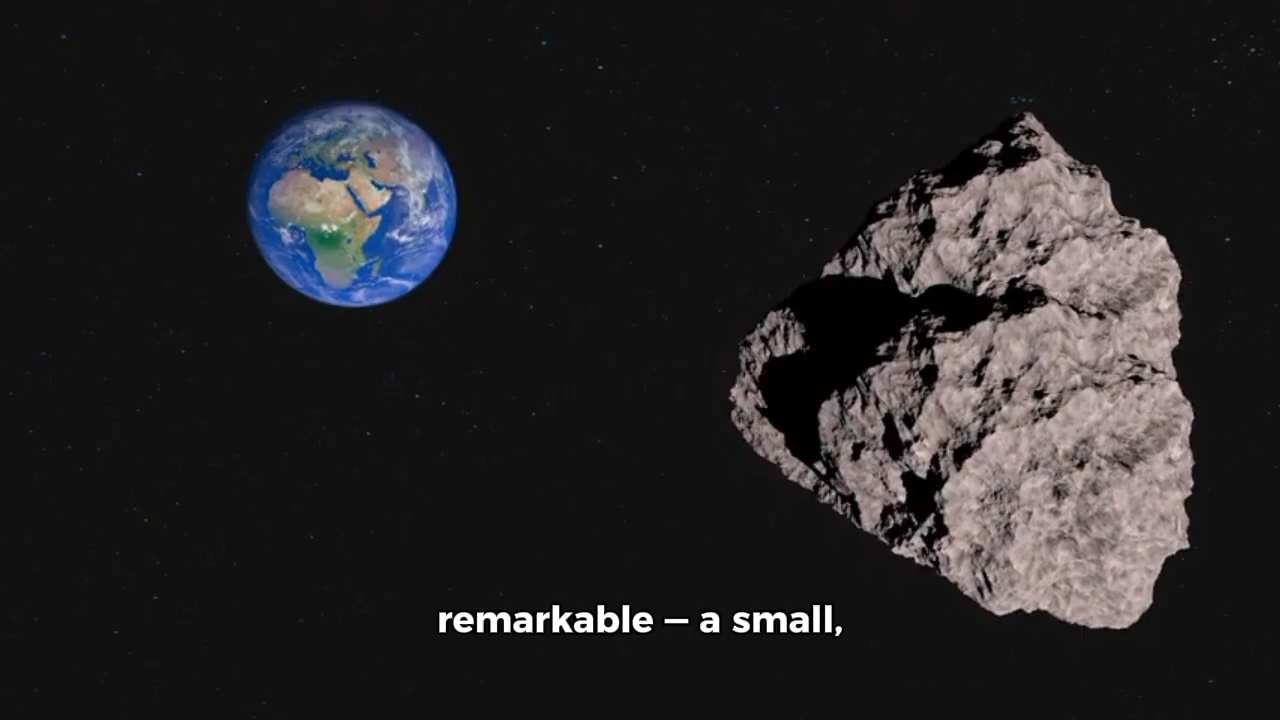 remarkable — a small,